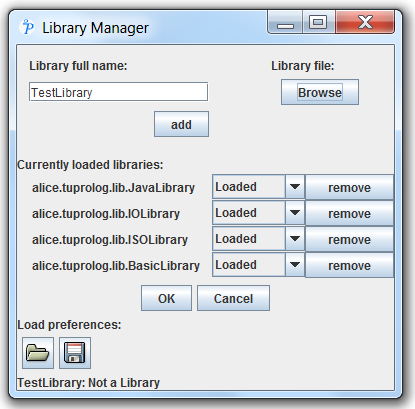 Library Manager
Library full name: Library file:
TestLibrary Browse
add
Currently loaded libraries:
alice.tuprolog.lib.JavaLibrary Loaded remove
alice.tuprolog.lib.IOLibrary Loaded remove
alice.tuprolog.lib.ISOLibrary Loaded remove
alice.tuprolog.lib.BasicLibrary Loaded remove
OK Cancel
Load preferences:
TestLibrary: Not a Library